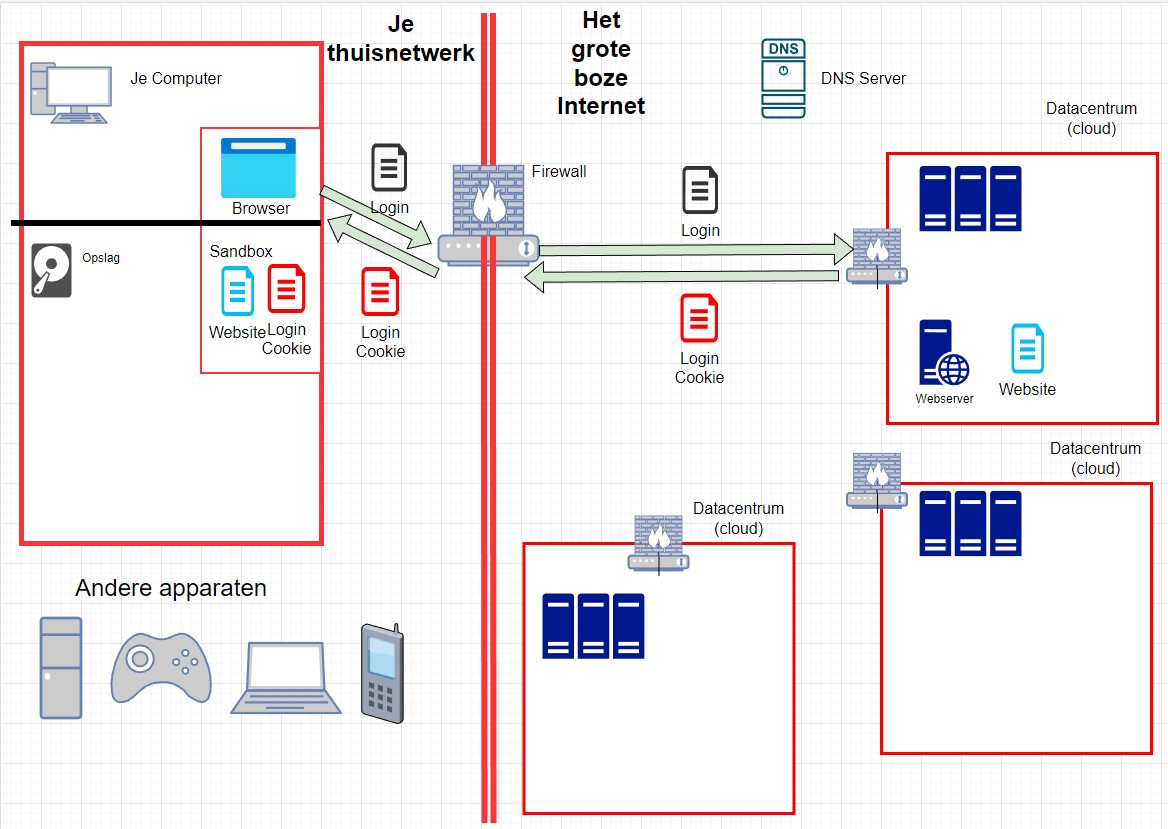 Je
thuisnetwerk
Het
grote
boze
Internet
DNS
DNS Server
Je Computer
Datacentrum
(cloud)
Browser
Login
Firewall
Login
Opslag
Sandbox
Website
Login
Cookie
Login
Cookie
Login
Cookie
Webserver
Website
Datacentrum
(cloud)
Datacentrum
(cloud)
Andere apparaten